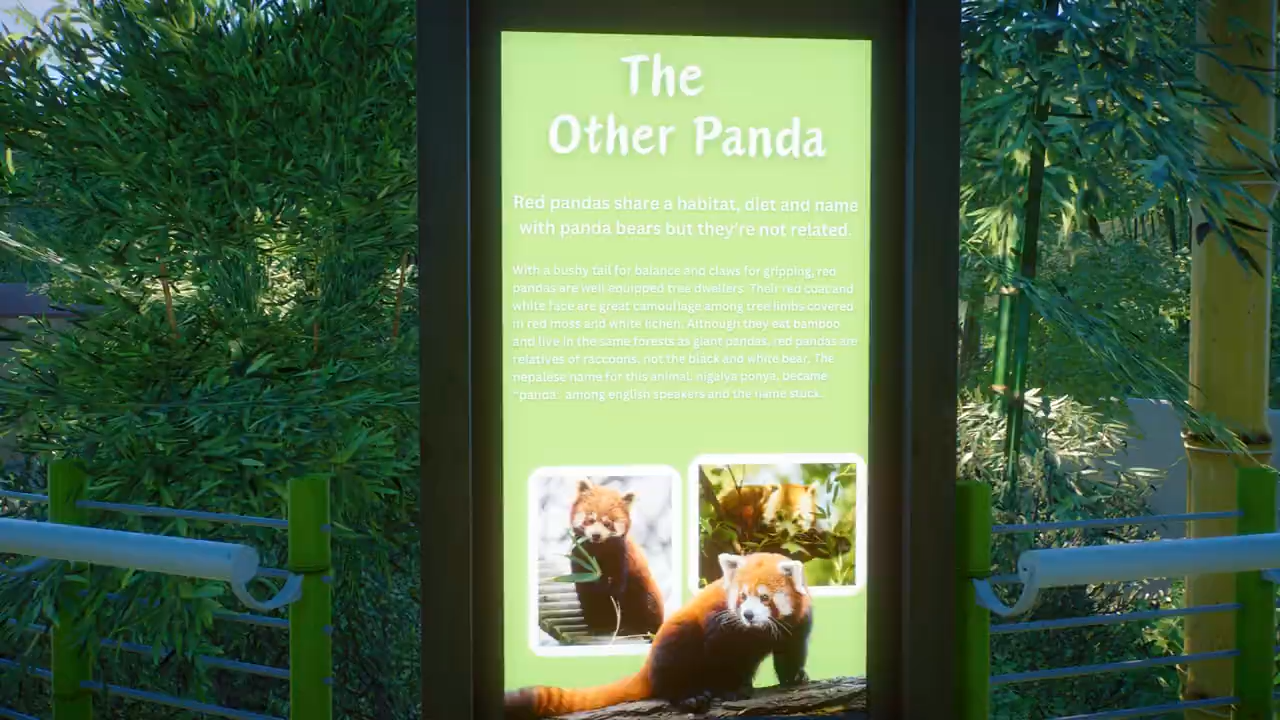 The
Other Panda
Red pandas share a habitat, diet and name
with panda bears but they're not related.
With a bushy tail for balance and claws for gripping, red
pandas are well equipped tree dwellers. Their red coat and
white face are great camouflage among tree limbs covered
in red moss and white lichen. Although they eat bamboo
and live in the same forests as giant pandas, red pandas are
relatives of raccoons, not the black and white bear. The
nepalese name for this animal, nigalya ponya, became
"panda" among english speakers and the name stuck.